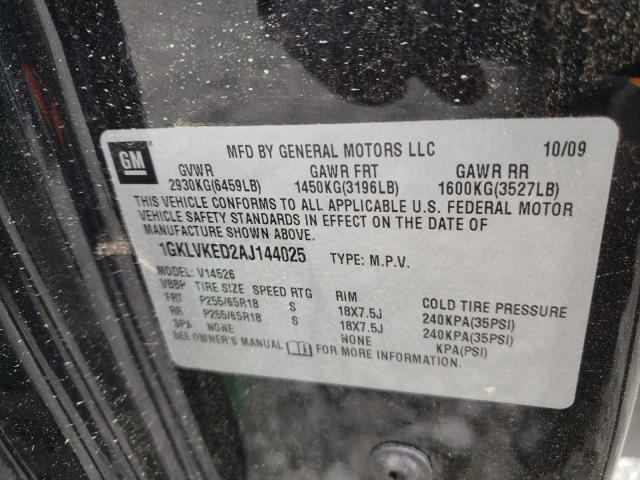 GM
MFD BY GENERAL MOTORS LLC 10/09
GVWR GAWR FRT GAWR RR
2930KG(6459LB) 1450KG(3196LB) 1600KG(3527LB)
THIS VEHICLE CONFORMS TO ALL APPLICABLE U.S. FEDERAL MOTOR
VEHICLE SAFETY STANDARDS IN EFFECT ON THE DATE OF
MANUFACTURE SHOWN ABOVE.
1GKLVKED2AJ144025 TYPE: M.P.V.
MODEL: V14526
VBBP TIRE SIZE SPEED RTG RIM COLD TIRE PRESSURE
FRT P255/65R18 S 18X7.5J 240KPA(35PSI)
RR P255/65R18 S 18X7.5J 240KPA(35PSI)
SPA NONE NONE KPA(PSI)
SEE OWNER'S MANUAL FOR MORE INFORMATION.